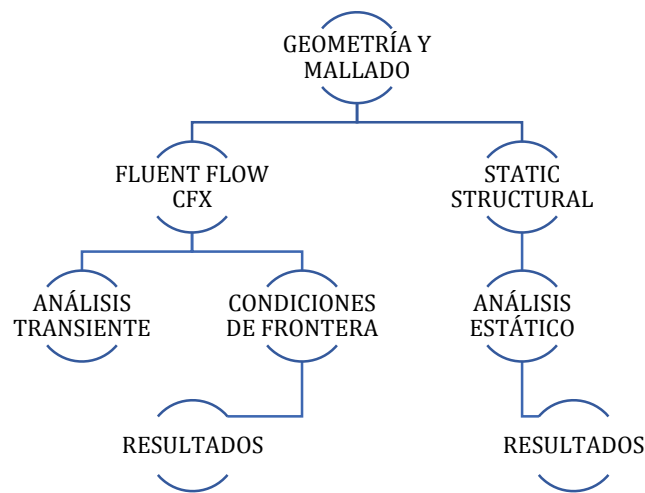 GEOMETRÍA Y
MALLADO
FLUENT FLOW
CFX
STATIC
STRUCTURAL
ANÁLISIS
TRANSIENTE
CONDICIONES
DE FRONTERA
ANÁLISIS
ESTÁTICO
RESULTADOS
RESULTADOS